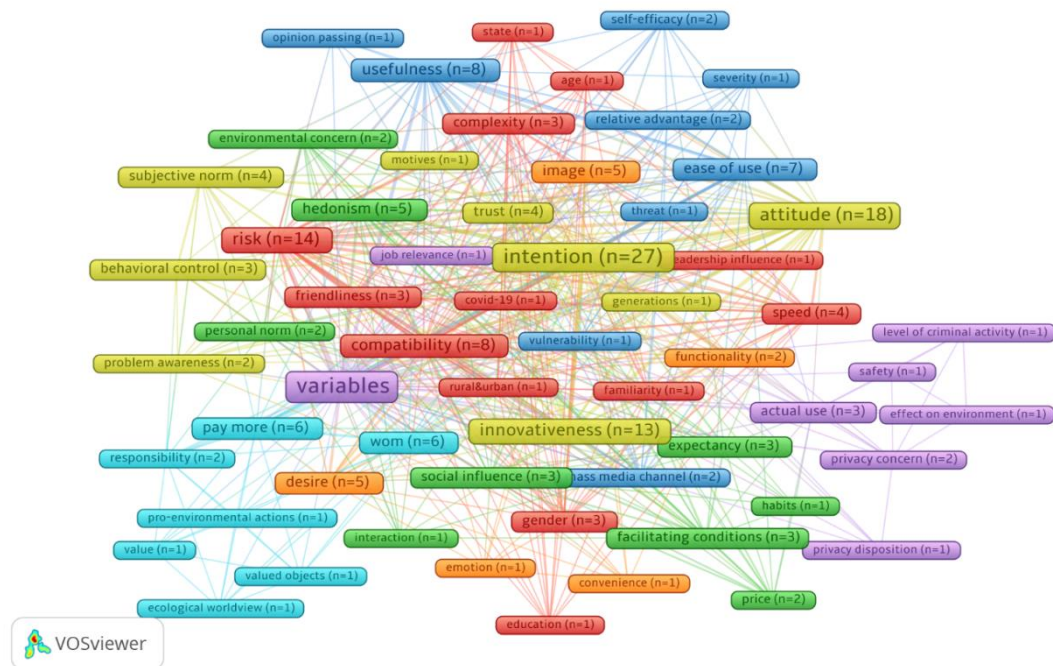 state (n=1)
self-efficacy (n=2)
opinion passing (n=1)
usefulness (n=8)
age (n=1)
severity (n=1)
complexity (n=3)
relative advantage (n=2)
environmental concern (n=2)
motives (n=1)
image (n=5)
ease of use (n=7)
subjective norm (n=4)
hedonism (n=5)
trust (n=4)
threat (n=1)
attitude (n=18)
risk (n=14)
job relevance (n=1)
intention (n=27)
leadership influence (n=1)
behavioral control (n=3)
friendliness (n=3)
covid-19 (n=1)
generations (n=1)
speed (n=4)
personal norm (n=2)
compatibility (n=8)
vulnerability (n=1)
level of criminal activity (n=1)
problem awareness (n=2)
functionality (n=2)
safety (n=1)
variables
rural&urban (n=1)
familiarity (n=1)
actual use (n=3)
effect on environment (n=1)
pay more (n=6)
wom (n=6)
innovativeness (n=13)
expectancy (n=3)
responsibility (n=2)
privacy concern (n=2)
desire (n=5)
social influence (n=3)
mass media channel (n=2)
habits (n=1)
pro-environmental actions (n=1)
gender (n=3)
facilitating conditions (n=3)
interaction (n=1)
value (n=1)
privacy disposition (n=1)
emotion (n=1)
valued objects (n=1)
convenience (n=1)
price (n=2)
ecological worldview (n=1)
education (n=1)
VOSviewer